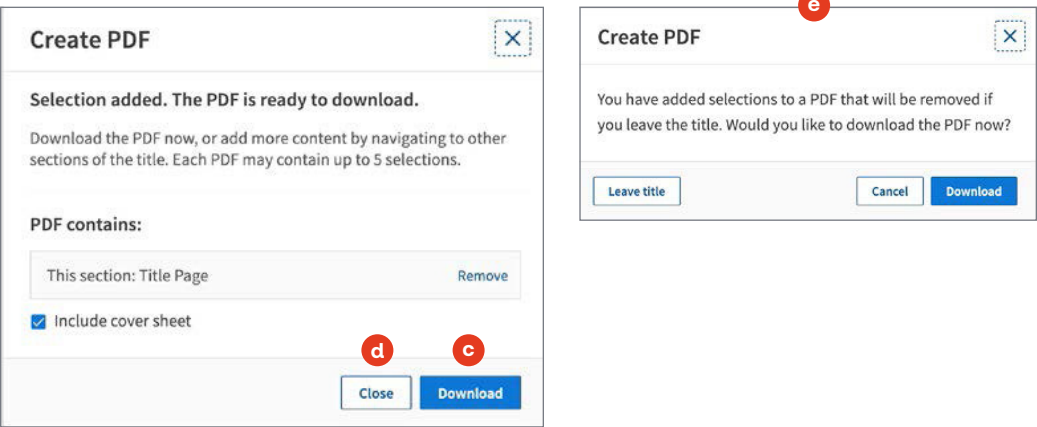 Create PDF
Selection added. The PDF is ready to download.
Download the PDF now, or add more content by navigating to other
sections of the title. Each PDF may contain up to 5 selections.
PDF contains:
This section: Title Page Remove
Include cover sheet
d c
Close Download
e
Create PDF
You have added selections to a PDF that will be removed if
you leave the title. Would you like to download the PDF now?
Leave title Cancel Download